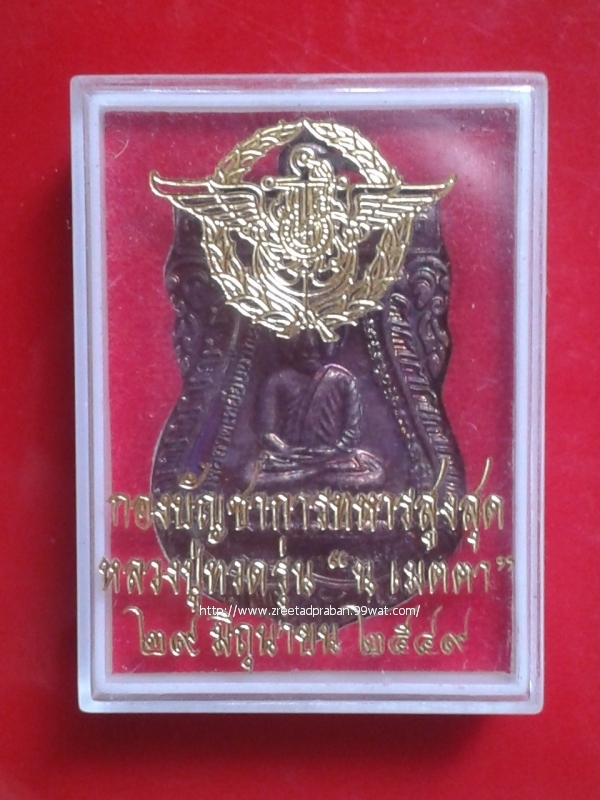 กองบัญชาการทหารสูงสุด
หลวงปู่ทวดรุ่น “น เมตตา”
http://www.zreetadpraban.99wat.com/
๒๙ มิถุนายน ๒๕๔๙